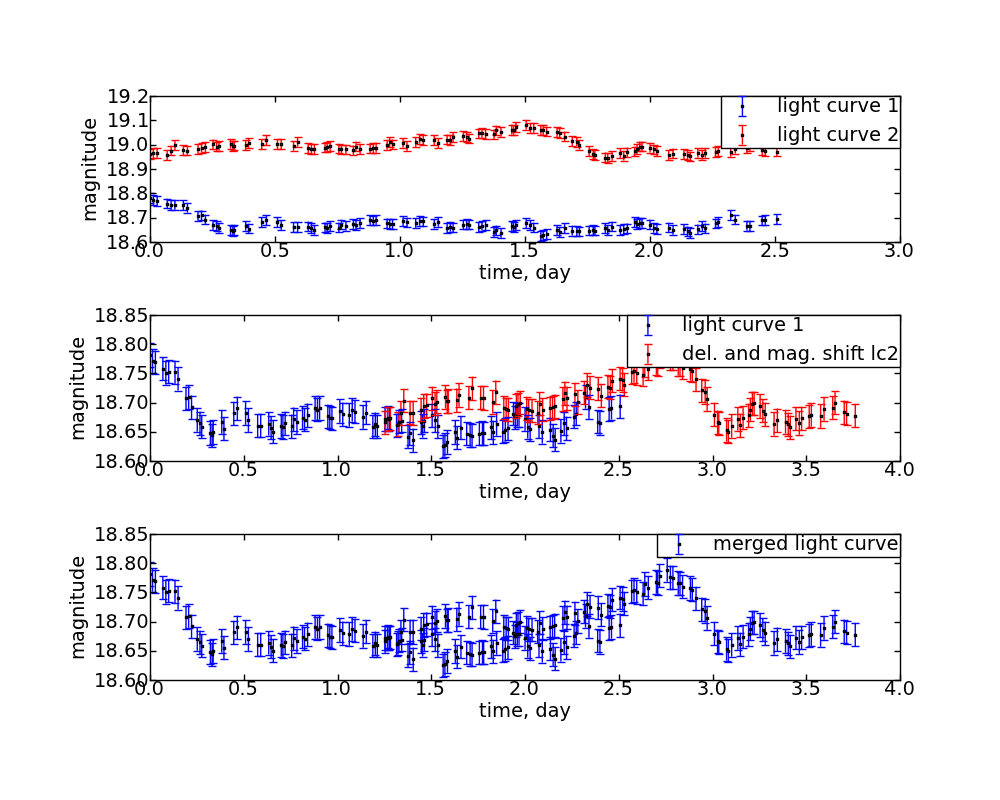 19.2
19.1
19.0
18.9
18.8
18.7
18.6
magnitude
light curve 1
light curve 2
0.0 0.5 1.0 1.5 2.0 2.5 3.0
time, day
18.85
18.80
18.75
18.70
18.65
18.60
magnitude
light curve 1
del. and mag. shift lc2
0.0 0.5 1.0 1.5 2.0 2.5 3.0 3.5 4.0
time, day
18.85
18.80
18.75
18.70
18.65
18.60
magnitude
merged light curve
0.0 0.5 1.0 1.5 2.0 2.5 3.0 3.5 4.0
time, day